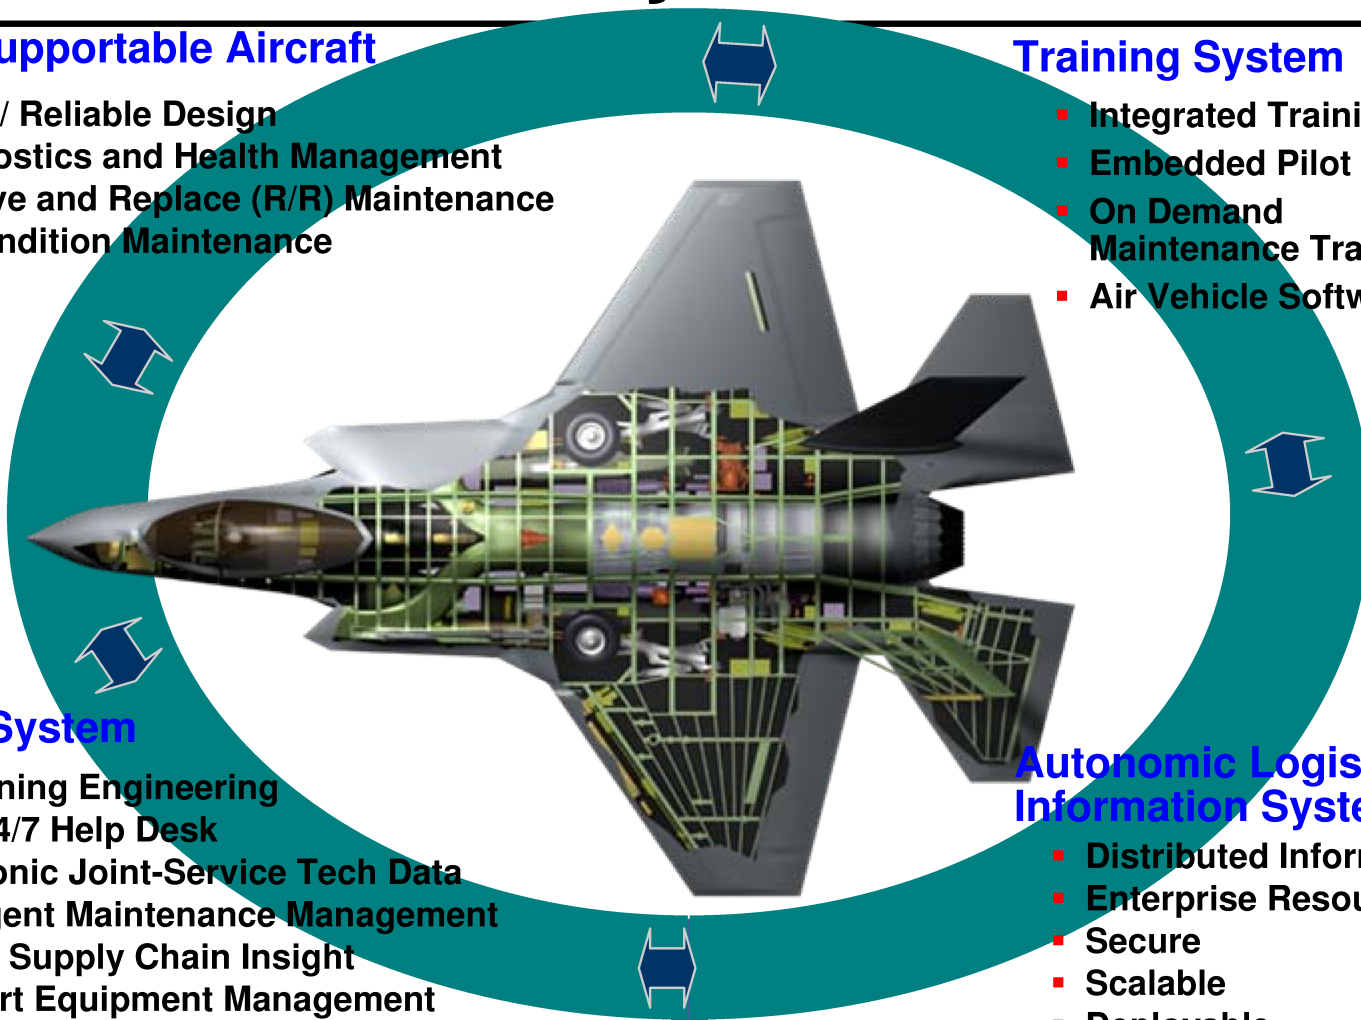 upportable Aircraft
/ Reliable Design
ostics and Health Management
ve and Replace (R/R) Maintenance
ndition Maintenance
Training System
Integrated Traini
Embedded Pilot
On Demand
Maintenance Tra
Air Vehicle Softw
System
ning Engineering
4/7 Help Desk
onic Joint-Service Tech Data
gent Maintenance Management
Supply Chain Insight
rt Equipment Management
Autonomic Logis
Information Syste
Distributed Inform
Enterprise Resou
Secure
Scalable